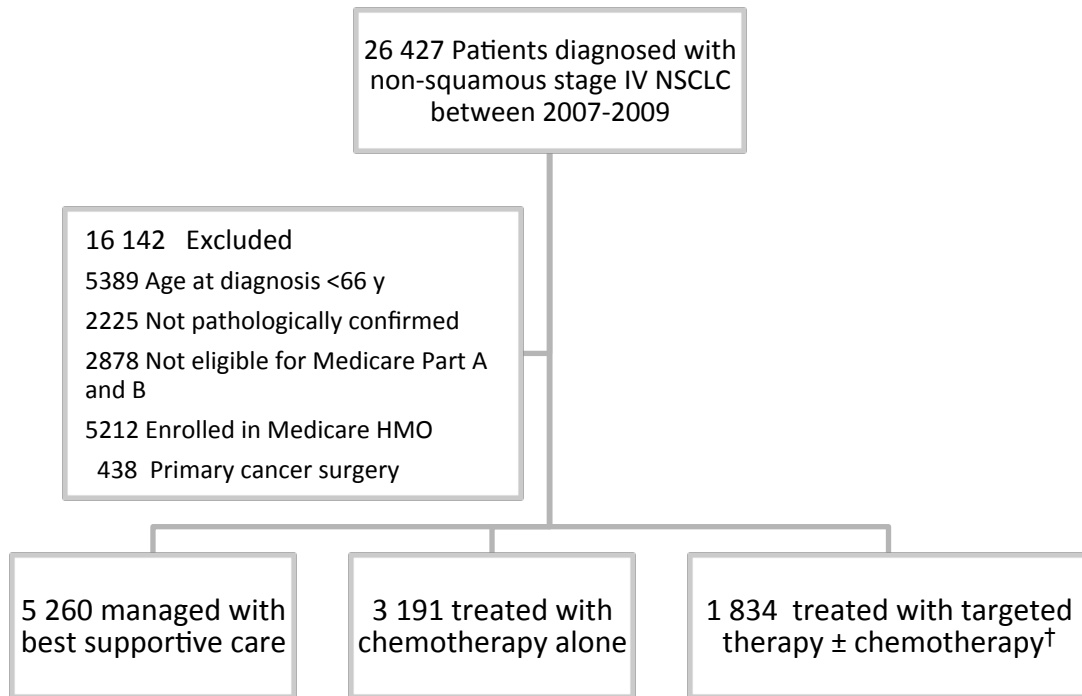 26 427 Patients diagnosed with
non-squamous stage IV NSCLC
between 2007-2009
16 142 Excluded
5389 Age at diagnosis <66 y
2225 Not pathologically confirmed
2878 Not eligible for Medicare Part A
and B
5212 Enrolled in Medicare HMO
438 Primary cancer surgery
5 260 managed with
best supportive care
3 191 treated with
chemotherapy alone
1 834 treated with targeted
therapy ± chemotherapy†